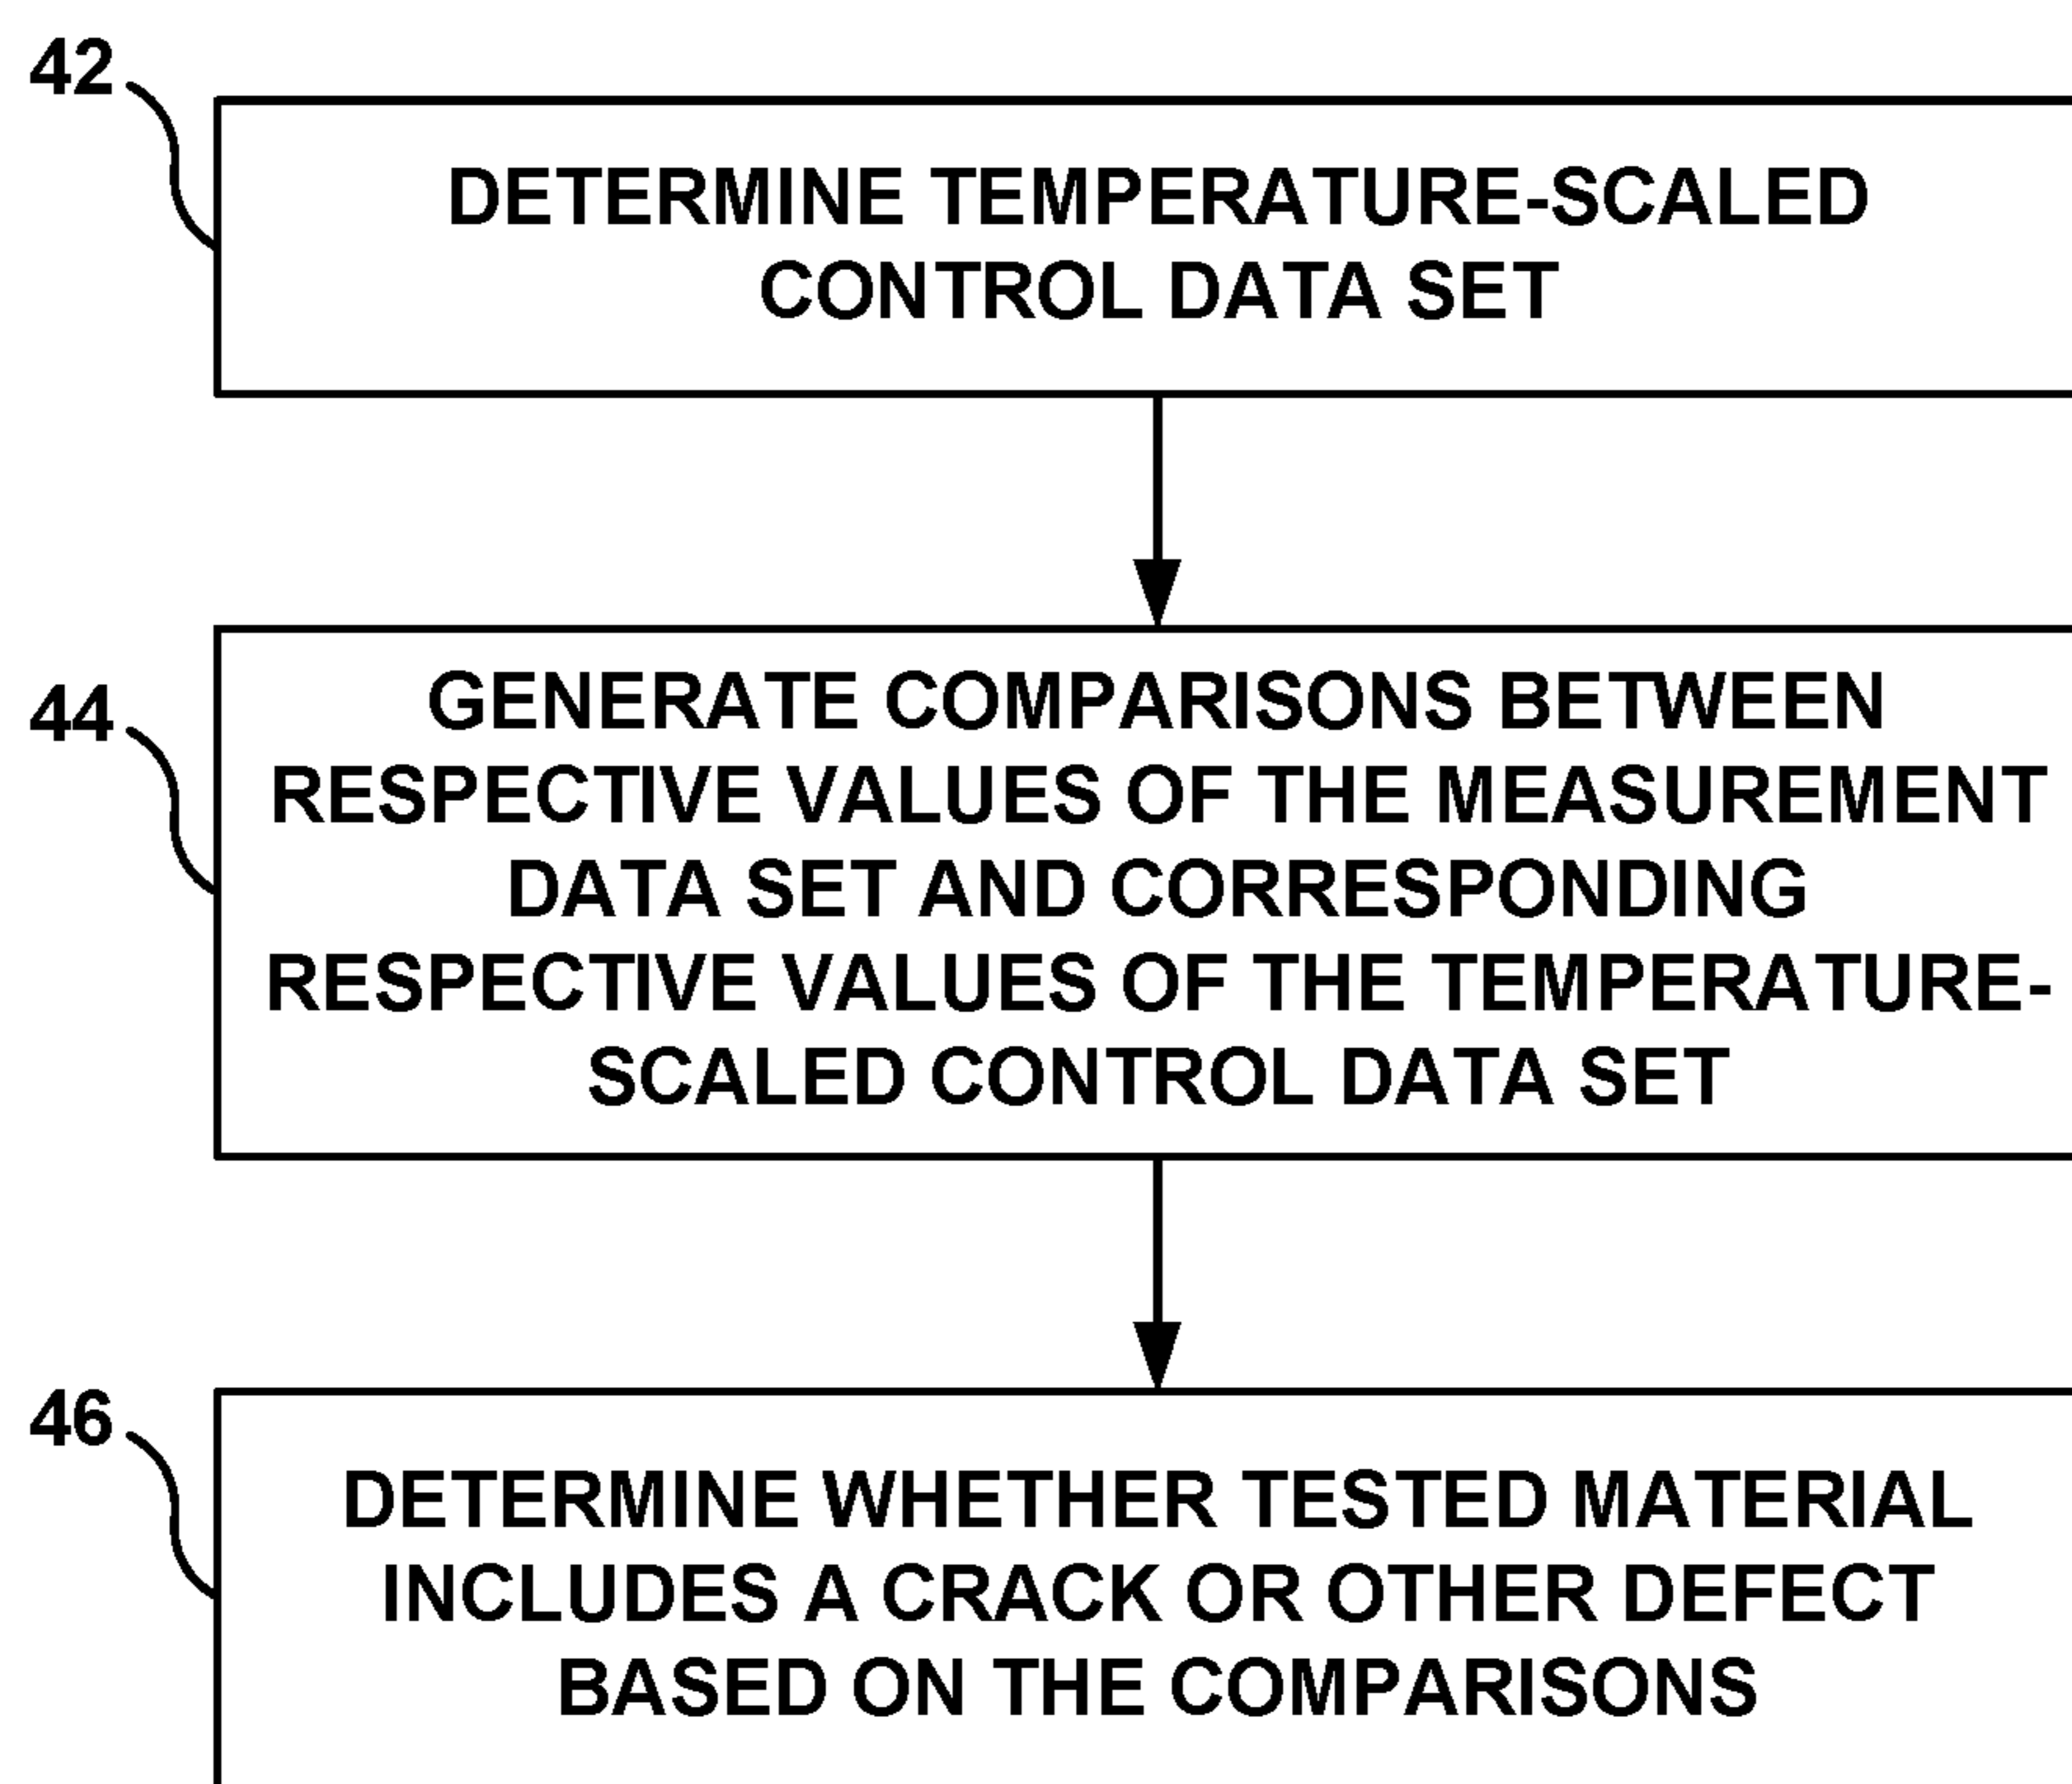 42
DETERMINE TEMPERATURE-SCALED
CONTROL DATA SET
44
GENERATE COMPARISONS BETWEEN
RESPECTIVE VALUES OF THE MEASUREMENT
DATA SET AND CORRESPONDING
RESPECTIVE VALUES OF THE TEMPERATURE-
SCALED CONTROL DATA SET
46
DETERMINE WHETHER TESTED MATERIAL
INCLUDES A CRACK OR OTHER DEFECT
BASED ON THE COMPARISONS